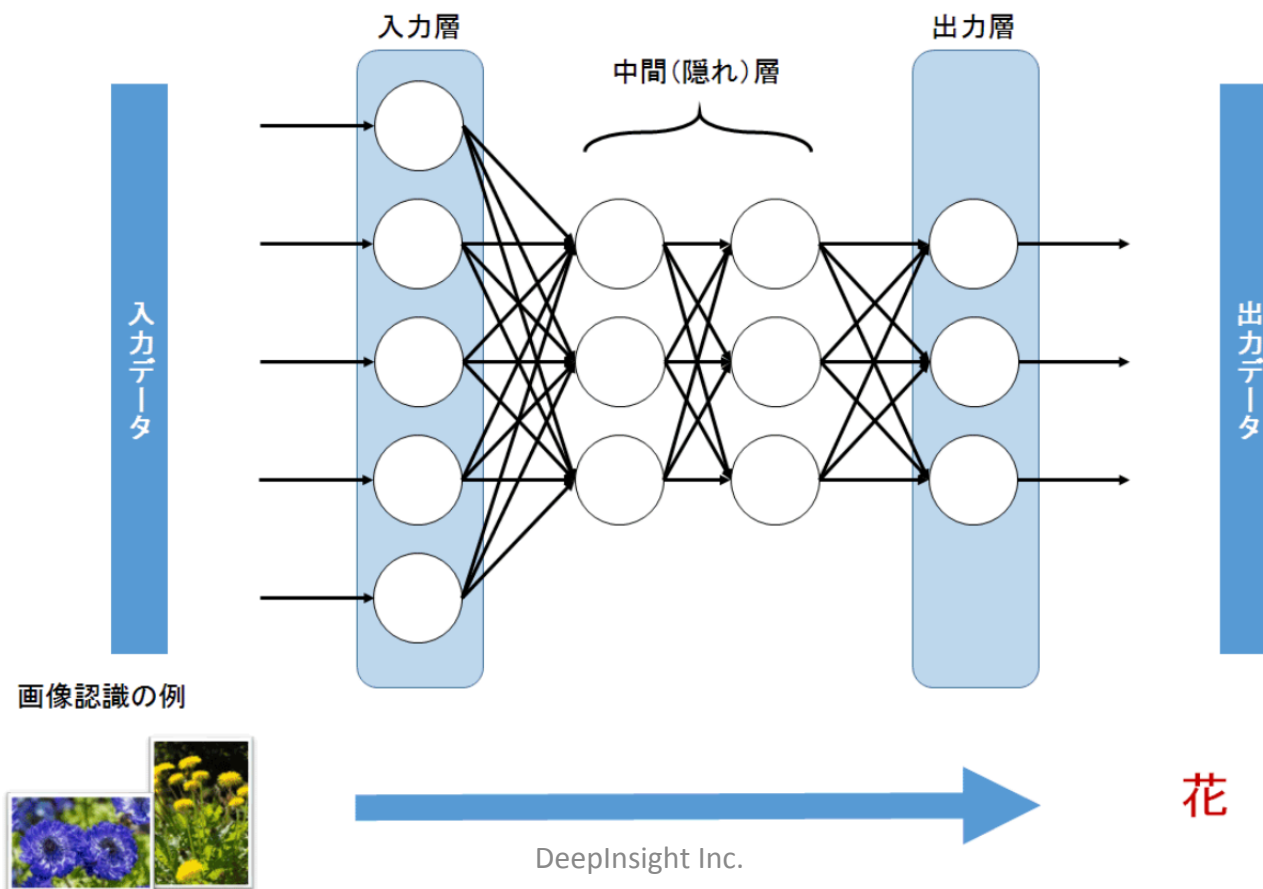 入力層
出力層
中間(隠れ)層
入力データ
出力データ
画像認識の例
花
DeepInsight Inc.